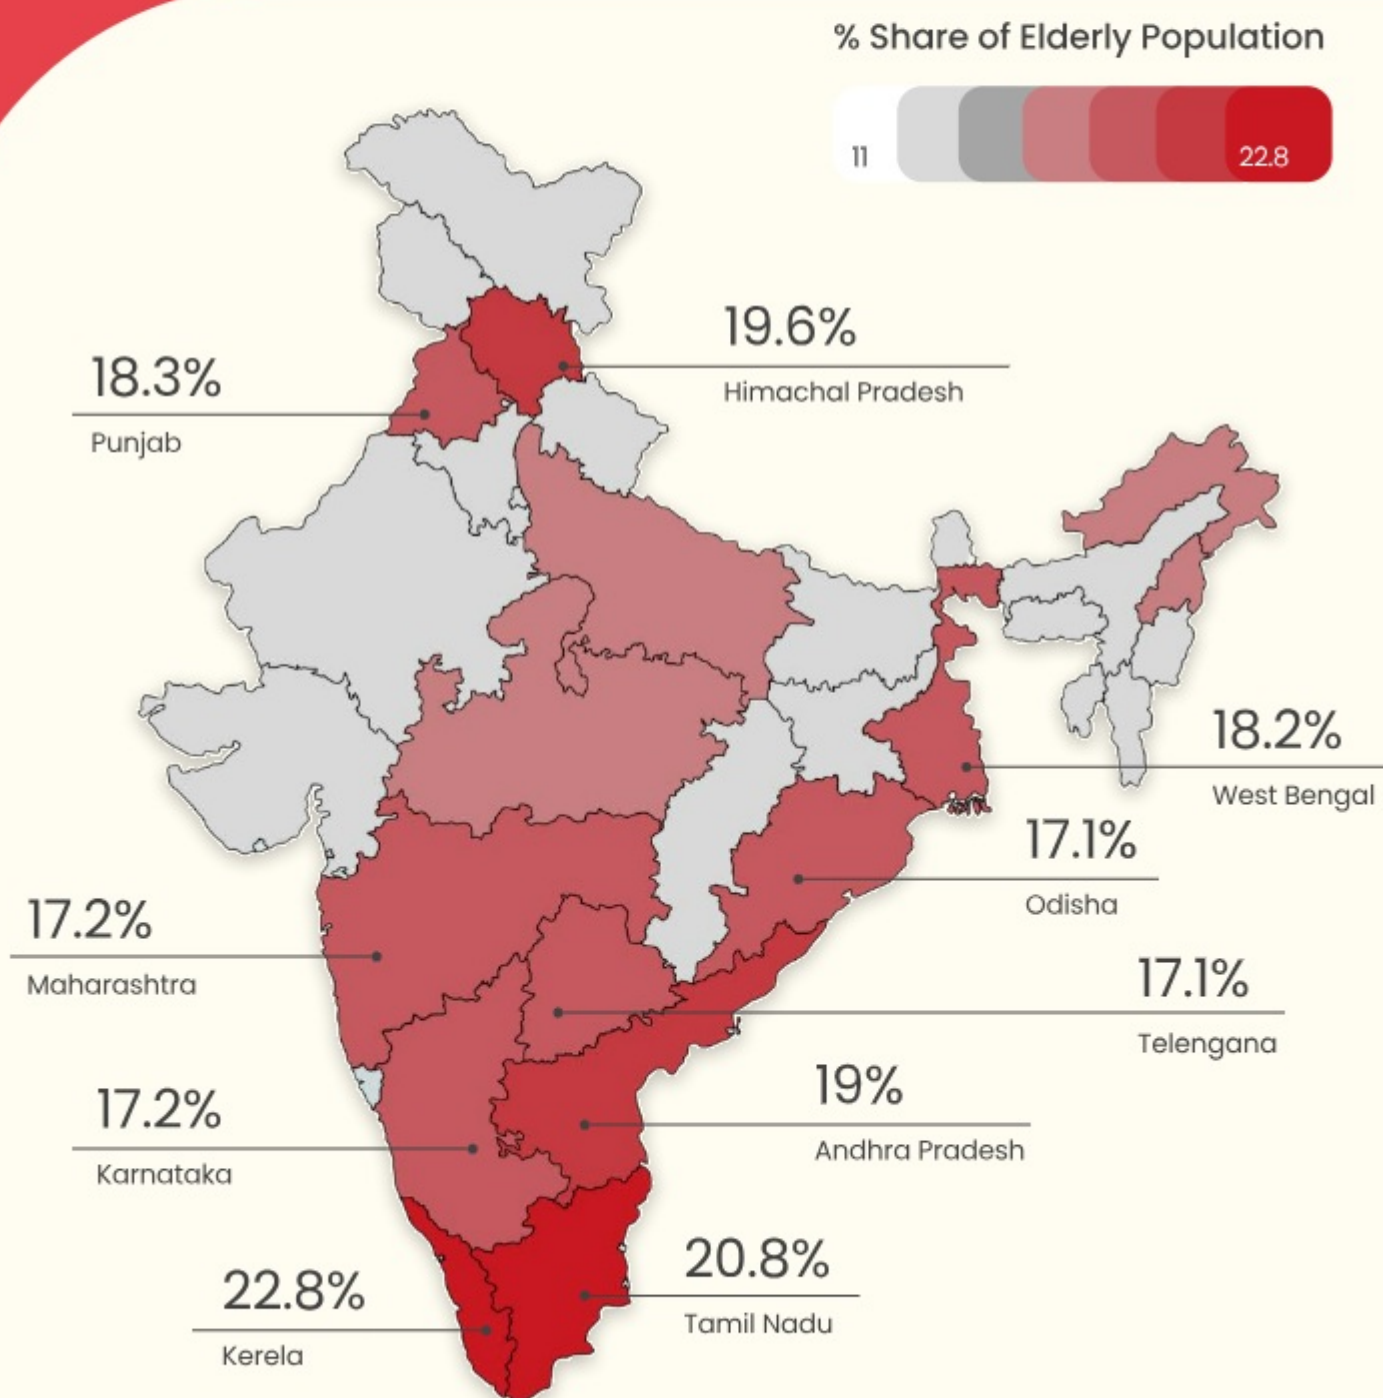 % Share of Elderly Population
11
22.8
19.6%
Himachal Pradesh
18.3%
Punjab
18.2%
West Bengal
17.1%
Odisha
17.2%
Maharashtra
17.1%
Telengana
19%
Andhra Pradesh
17.2%
Karnataka
20.8%
Tamil Nadu
22.8%
Kerela